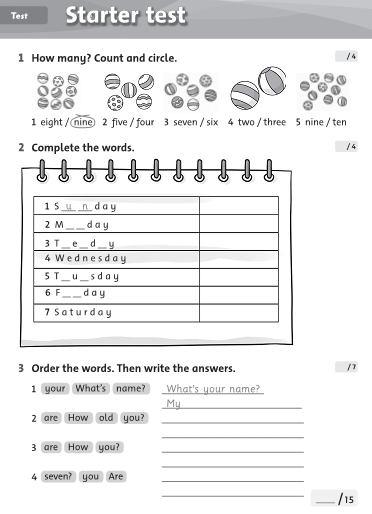 Test
Starter test
1 How many? Count and circle. /4
1 eight / nine 2 five / four 3 seven / six 4 two / three 5 nine / ten
2 Complete the words. /4
1 S u n d a y
2 M _ _ d a y
3 T _ e _ d _ y
4 W e d n e s d a y
5 T _ u _ s d a y
6 F _ _ d a y
7 S a t u r d a y
3 Order the words. Then write the answers. /7
1 your What's name? What's your name?
My
2 are How old you?
3 are How you?
4 seven? you Are
___ /15